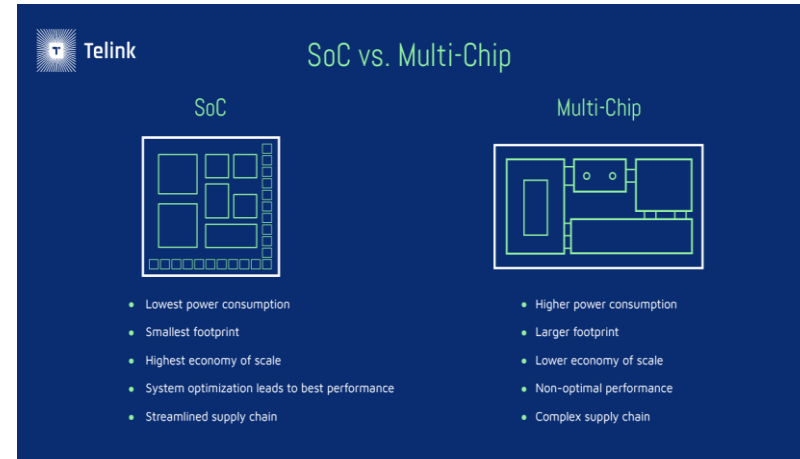 T
Telink
SoC vs. Multi-Chip
SoC
Lowest power consumption
Smallest footprint
Highest economy of scale
System optimization leads to best performance
Streamlined supply chain
Multi-Chip
Higher power consumption
Larger footprint
Lower economy of scale
Non-optimal performance
Complex supply chain